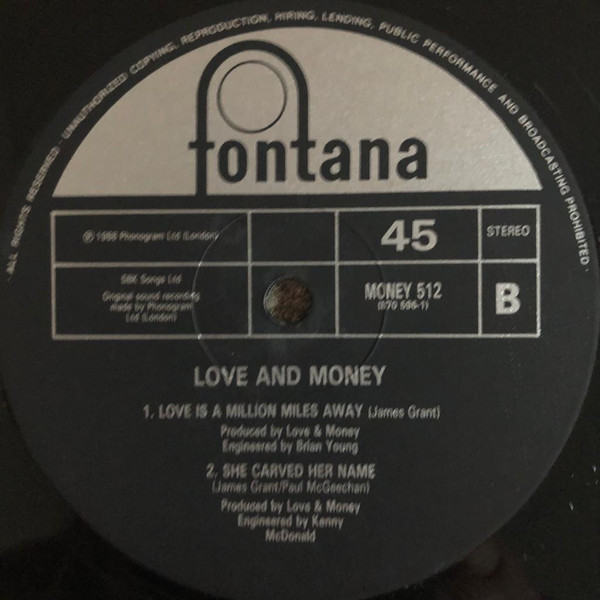 ALL RIGHTS RESERVED · UNAUTHORIZED COPYING, REPRODUCTION, HIRING, LENDING, PUBLIC PERFORMANCE AND BROADCASTING PROHIBITED ·
fontana
℗ 1988 Phonogram Ltd (London)
45
STEREO
SBK Songs Ltd
Original sound recording
made by Phonogram
Ltd (London)
MONEY 512
(870 596-1)
B
LOVE AND MONEY
1. LOVE IS A MILLION MILES AWAY (James Grant)
Produced by Love & Money
Engineered by Brian Young
2. SHE CARVED HER NAME
(James Grant/Paul McGeechan)
Produced by Love & Money
Engineered by Kenny
McDonald